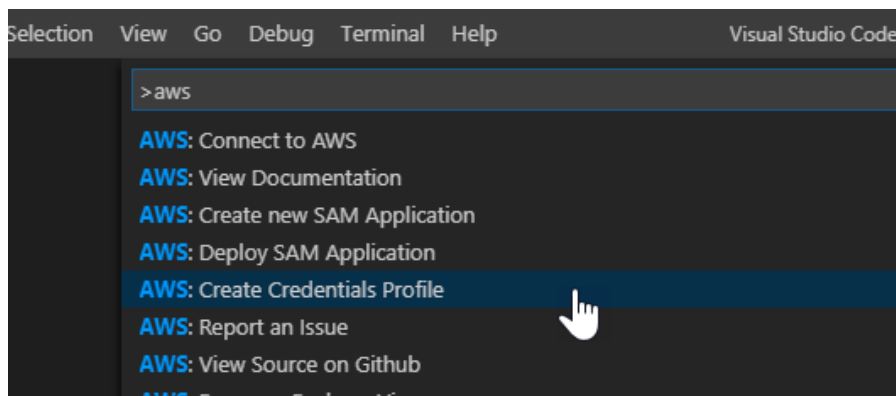 Selection View Go Debug Terminal Help Visual Studio Code
>aws
AWS: Connect to AWS
AWS: View Documentation
AWS: Create new SAM Application
AWS: Deploy SAM Application
AWS: Create Credentials Profile
AWS: Report an Issue
AWS: View Source on Github